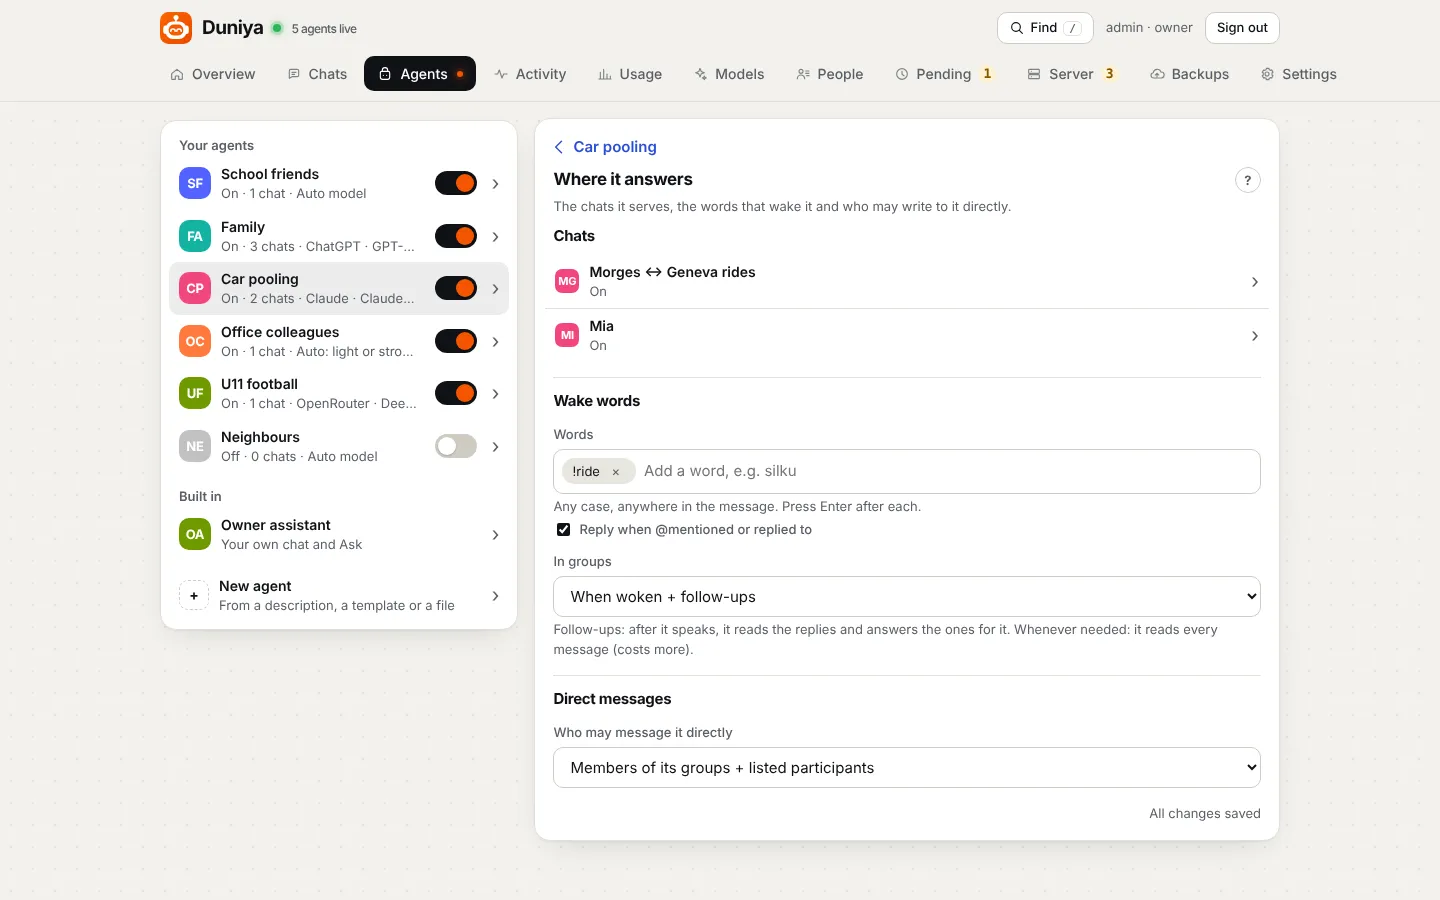 Duniya
5 agents live
Find /
admin · owner
Sign out
Overview
Chats
Agents
Activity
Usage
Models
People
Pending 1
Server 3
Backups
Settings
Your agents
SF
School friends
On · 1 chat · Auto model
FA
Family
On · 3 chats · ChatGPT · GPT-...
CP
Car pooling
On · 2 chats · Claude · Claude...
OC
Office colleagues
On · 1 chat · Auto: light or stro...
UF
U11 football
On · 1 chat · OpenRouter · Dee...
NE
Neighbours
Off · 0 chats · Auto model
Built in
OA
Owner assistant
Your own chat and Ask
+
New agent
From a description, a template or a file
Car pooling
Where it answers
?
The chats it serves, the words that wake it and who may write to it directly.
Chats
MG
Morges ↔ Geneva rides
On
MI
Mia
On
Wake words
Words
!ride × Add a word, e.g. silku
Any case, anywhere in the message. Press Enter after each.
Reply when @mentioned or replied to
In groups
When woken + follow-ups
Follow-ups: after it speaks, it reads the replies and answers the ones for it. Whenever needed: it reads every
message (costs more).
Direct messages
Who may message it directly
Members of its groups + listed participants
All changes saved